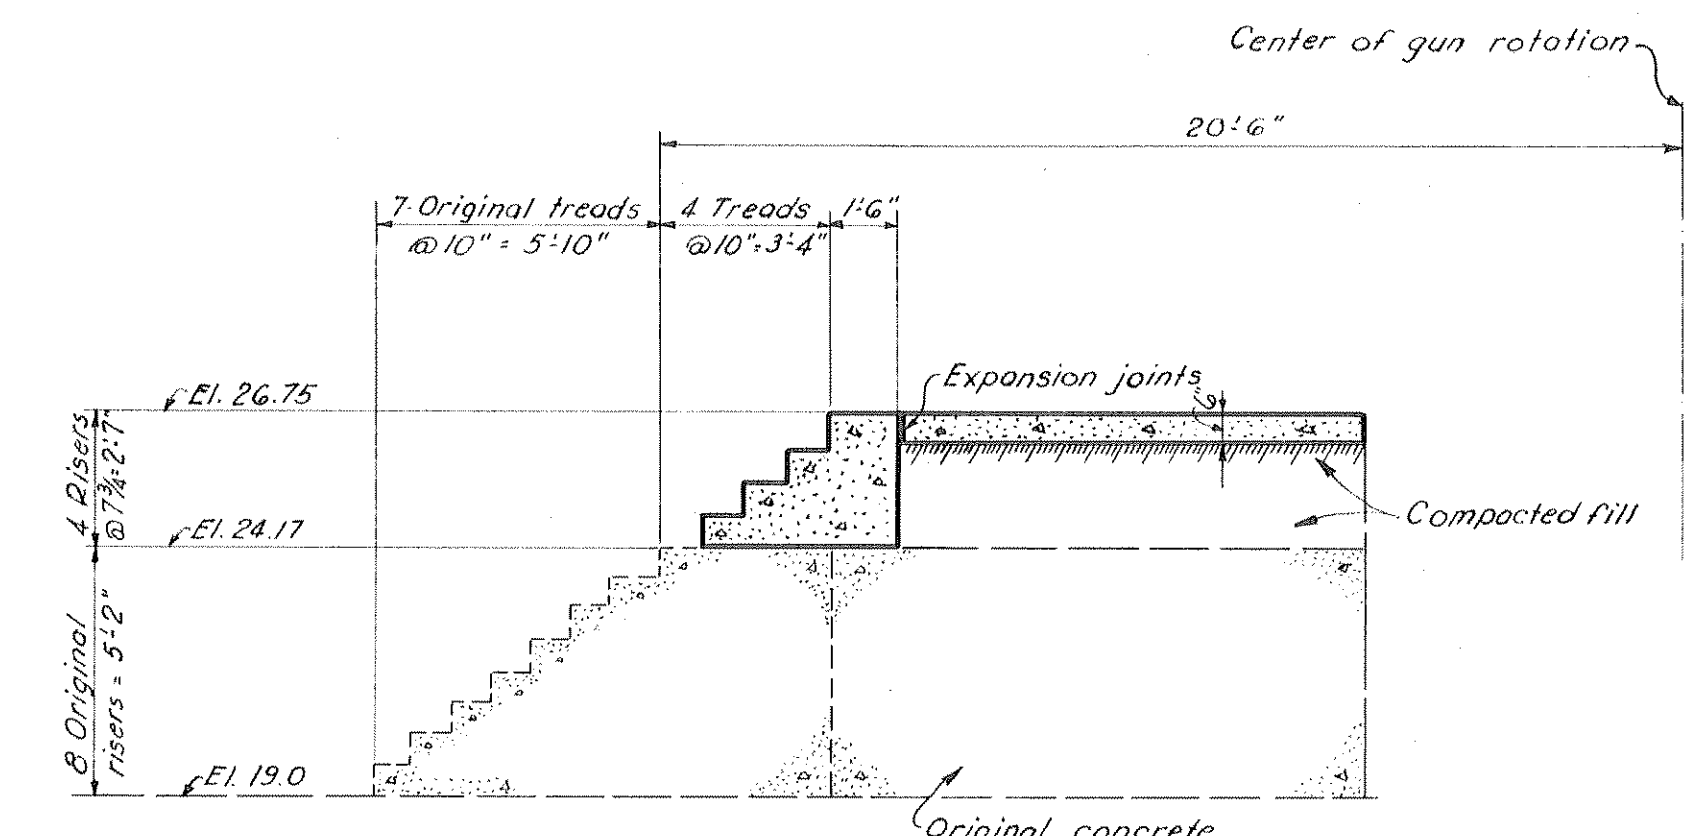 Center of gun rotation
20'-6"
7-Original treads
@10" = 5'-10"
4 Treads
@10"=3'-4"
1'-6"
El. 26.75
Expansion joints
6"
4 Risers
@7¾=2'-7"
El. 24.17
Compacted fill
8 Original
risers = 5'-2"
El. 19.0
Original concrete